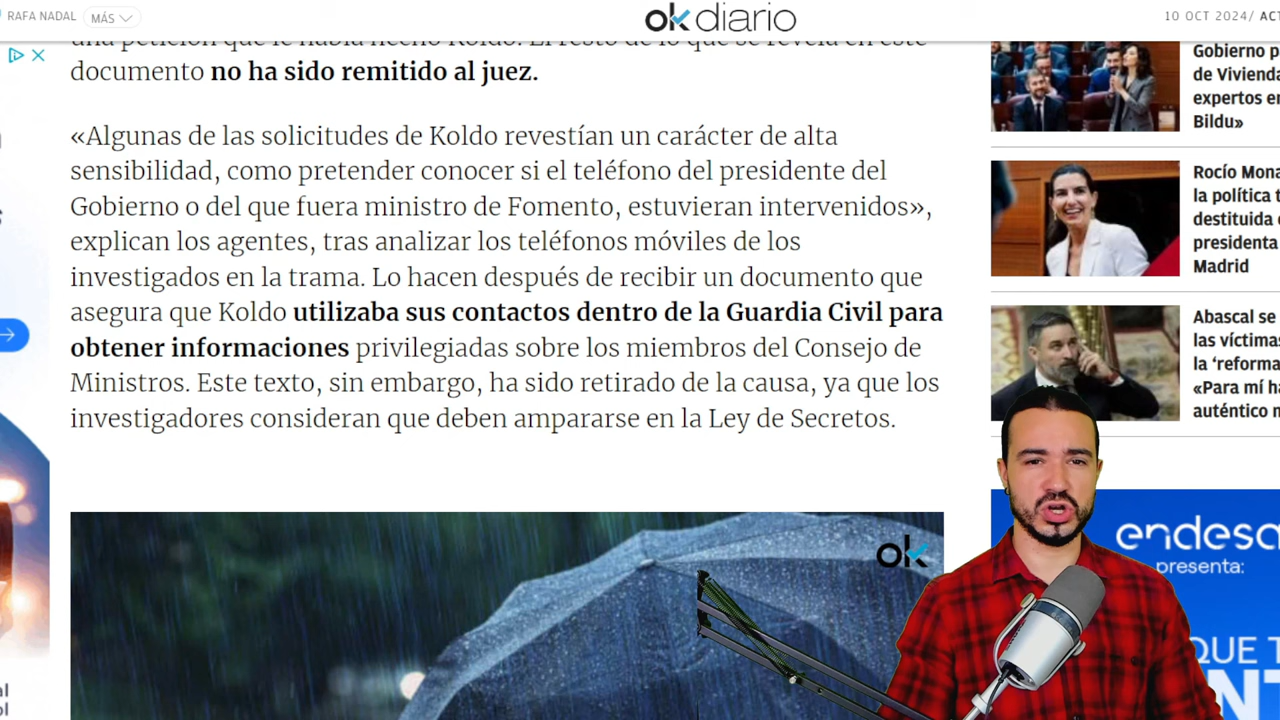 RAFA NADAL
MÁS
okdiario
10 OCT 2024/
una petición que le había hecho Koldo. El resto de lo que se revela en este
documento no ha sido remitido al juez.
«Algunas de las solicitudes de Koldo revestían un carácter de alta
sensibilidad, como pretender conocer si el teléfono del presidente del
Gobierno o del que fuera ministro de Fomento, estuvieran intervenidos»,
explican los agentes, tras analizar los teléfonos móviles de los
investigados en la trama. Lo hacen después de recibir un documento que
asegura que Koldo utilizaba sus contactos dentro de la Guardia Civil para
obtener informaciones privilegiadas sobre los miembros del Consejo de
Ministros. Este texto, sin embargo, ha sido retirado de la causa, ya que los
investigadores consideran que deben ampararse en la Ley de Secretos.
ok
Gobierno p
de Vivienda
expertos en
Bildu»
Rocío Mona
la política t
destituida
presidenta
Madrid
Abascal se
las víctimas
la ‘reforma
«Para mí ha
auténtico
endesa
presenta:
QUE T